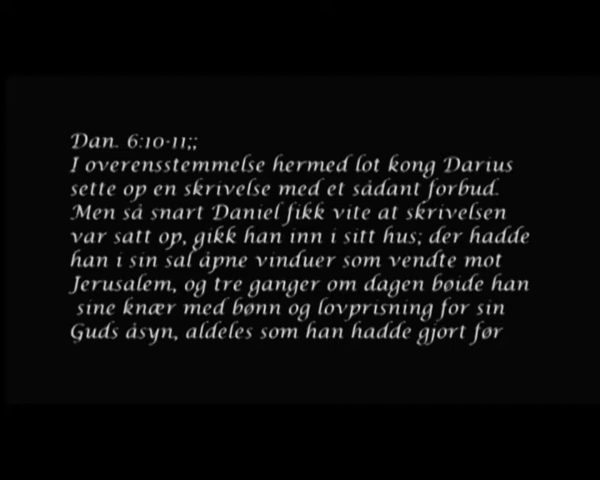 Dan. 6:10-11;;
I overensstemmelse hermed lot kong Darius
sette op en skrivelse med et sådant forbud.
Men så snart Daniel fikk vite at skrivelsen
var satt op, gikk han inn i sitt hus; der hadde
han i sin sal åpne vinduer som vendte mot
Jerusalem, og tre ganger om dagen bøide han
sine knær med bønn og lovprisning for sin
Guds åsyn, aldeles som han hadde gjort før